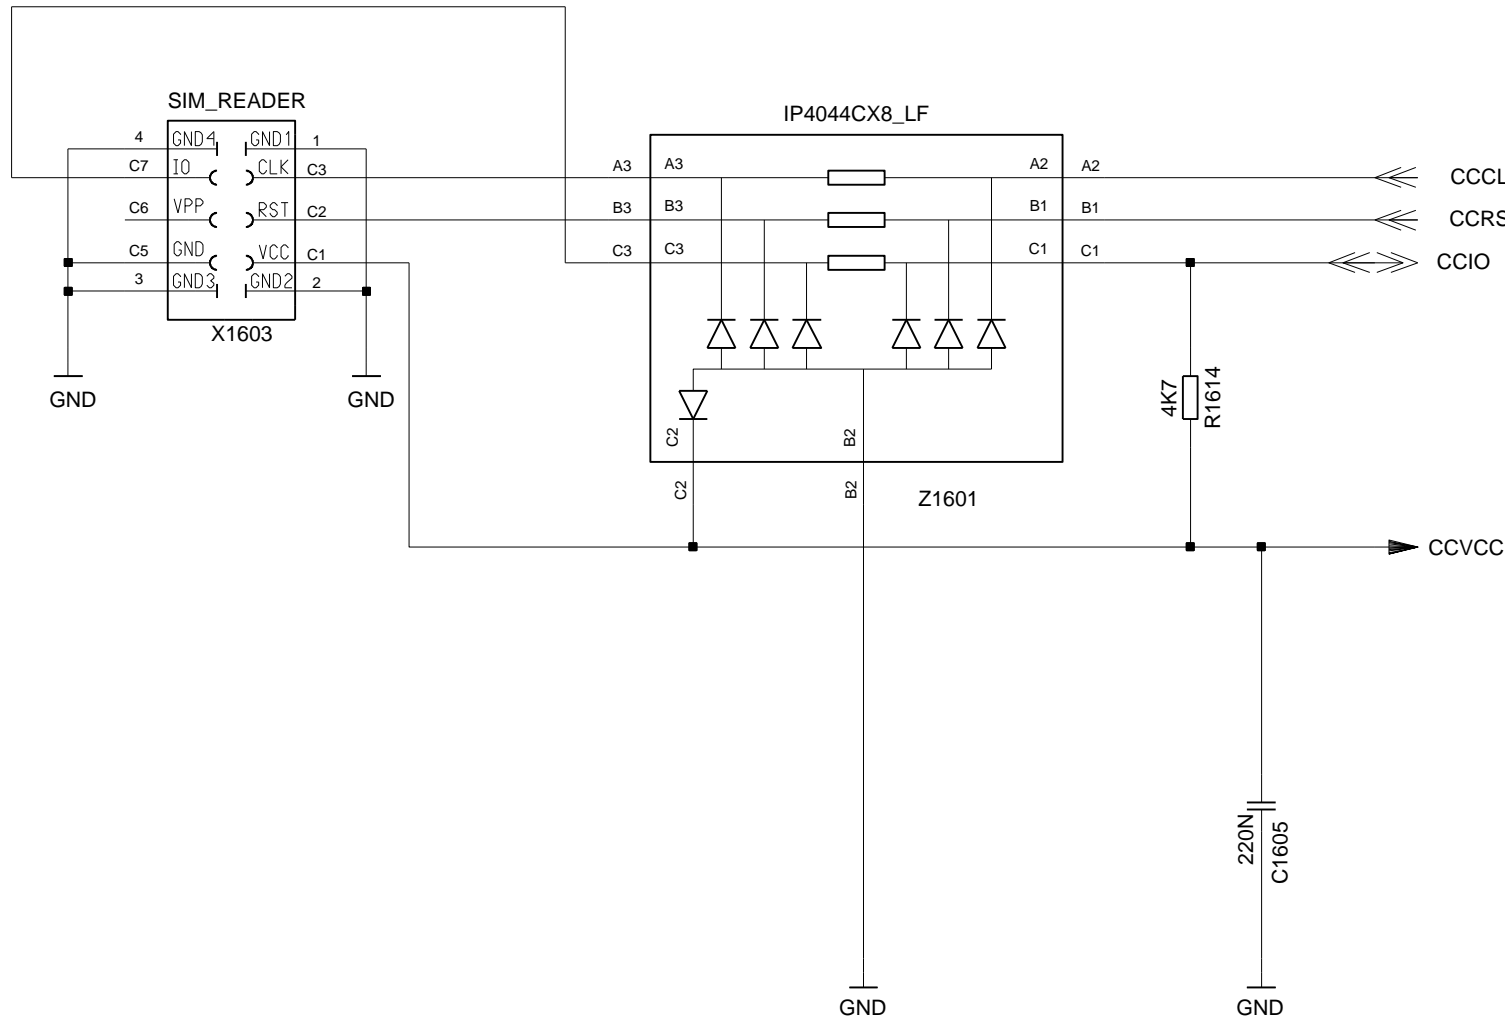 SIM_READER
IP4044CX8_LF
4 GND4 GND1 1
C7 IO CLK C3
A3 A3 A2 A2
CCCL
C6 VPP RST C2
B3 B3 B1 B1
CCRS
C5 GND VCC C1
C3 C3 C1 C1
CCIO
3 GND3 GND2 2
X1603
GND
GND
4K7
R1614
C2
B2
C2
B2
Z1601
CCVCC
220N
C1605
GND
GND